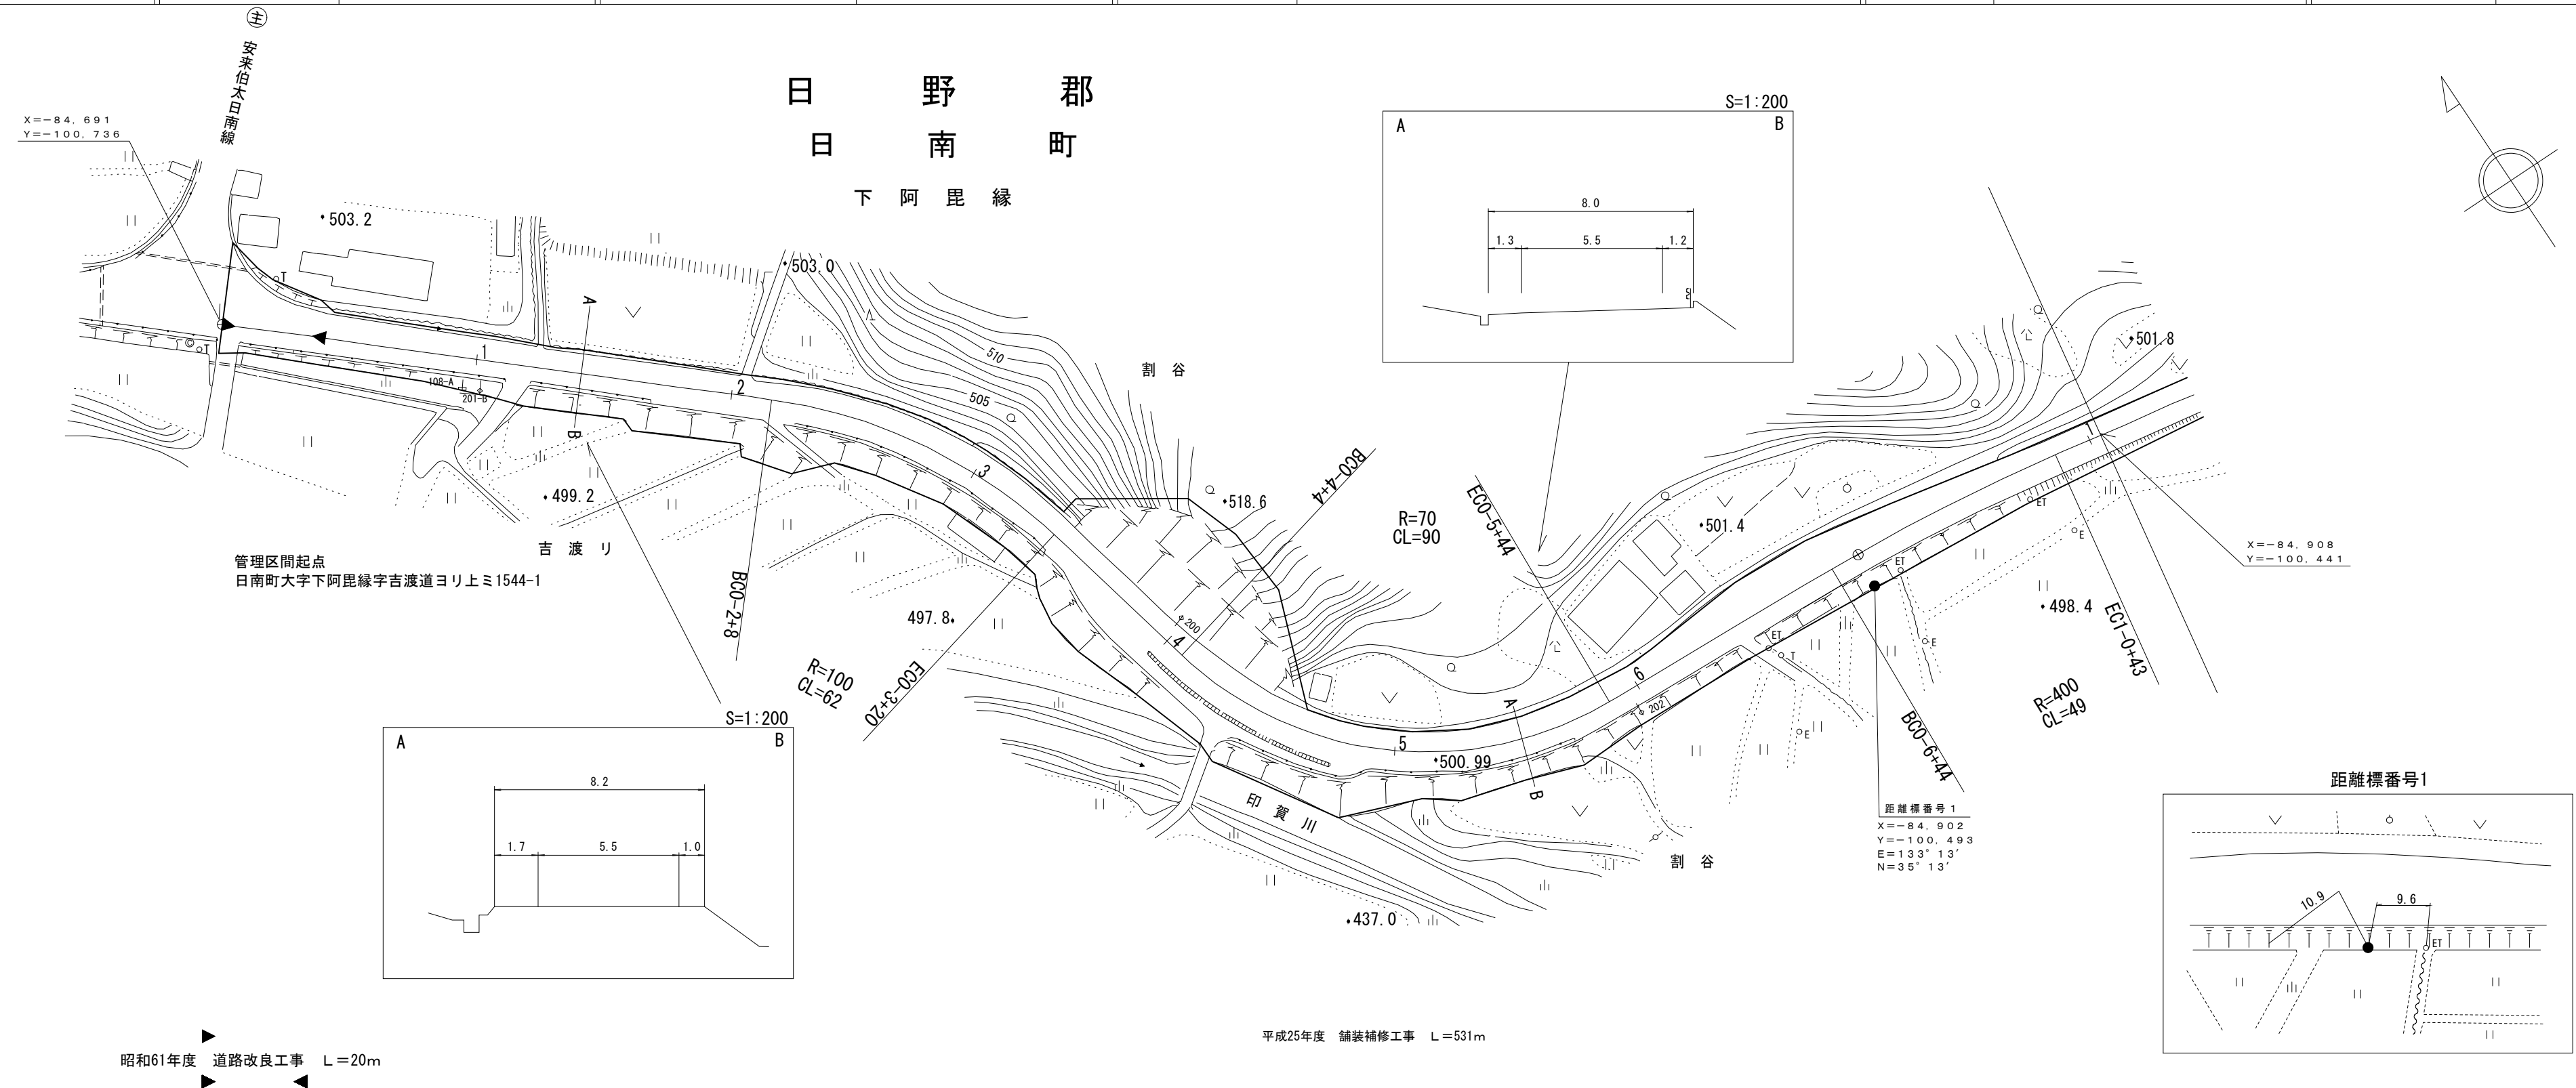 主
安来伯太日南線
X=-84, 691
Y=-100, 736
日野郡
日南町
下阿毘縁
S=1:200
A
B
8.0
1.3
5.5
1.2
503.2
T
503.0
A
1
2
510
505
割谷
108-A
201-B
T
B
3
499.2
吉渡リ
518.6
BC0-4+4
R=70
CL=90
EC0-5+44
501.4
501.8
ET
E
X=-84, 908
Y=-100, 441
管理区間起点
日南町大字下阿毘縁字吉渡道ヨリ上ミ1544-1
BC0-2+8
497.8
200
4
R=100
CL=62
EC0-3+20
6
ET
ET
T
E
E
498.4
EC1-0+43
R=400
CL=49
BC0-6+44
A
202
5
500.99
B
印賀川
割谷
437.0
距離標番号1
X=-84, 902
Y=-100, 493
E=133°13′
N=35°13′
S=1:200
A
B
8.2
1.7
5.5
1.0
距離標番号1
10.9
9.6
ET
昭和61年度 道路改良工事 L=20m
平成25年度 舗装補修工事 L=531m